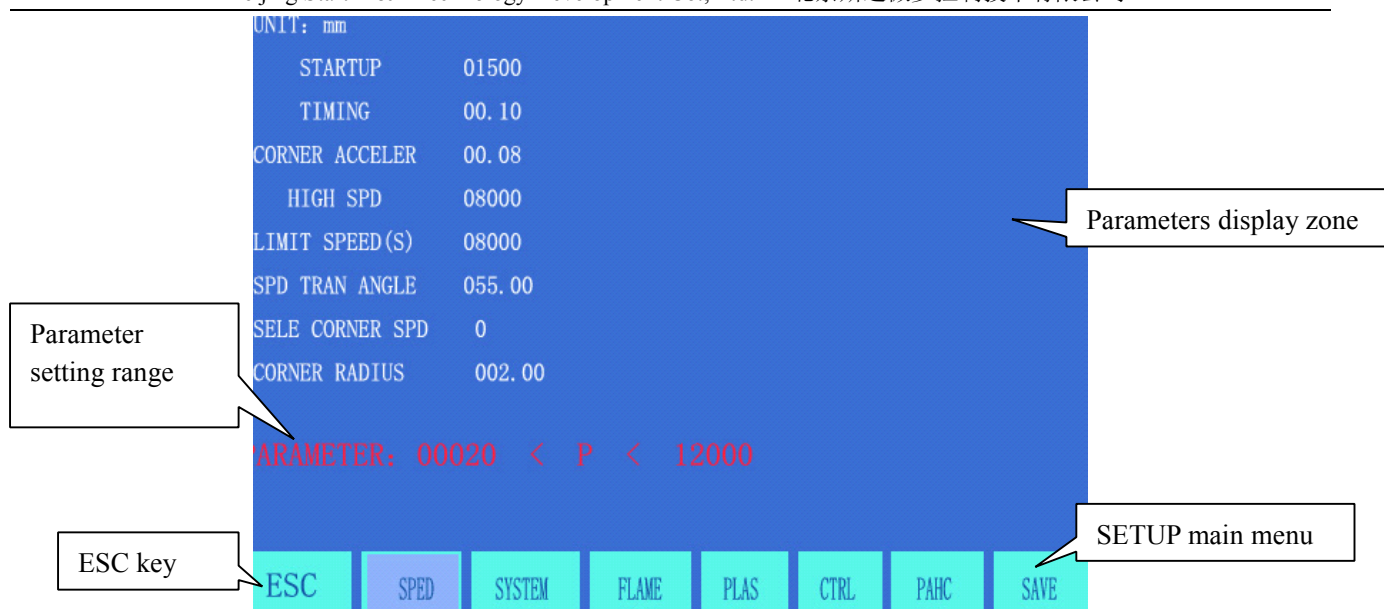 UNIT: mm
STARTUP 01500
TIMING 00.10
CORNER ACCELER 00.08
HIGH SPD 08000
Parameters display zone
LIMIT SPEED(S) 08000
SPD TRAN ANGLE 055.00
SELE CORNER SPD 0
Parameter
setting range
CORNER RADIUS 002.00
PARAMETER: 00020 < P < 12000
SETUP main menu
ESC key
ESC SPED SYSTEM FLAME PLAS CTRL PAHC SAVE